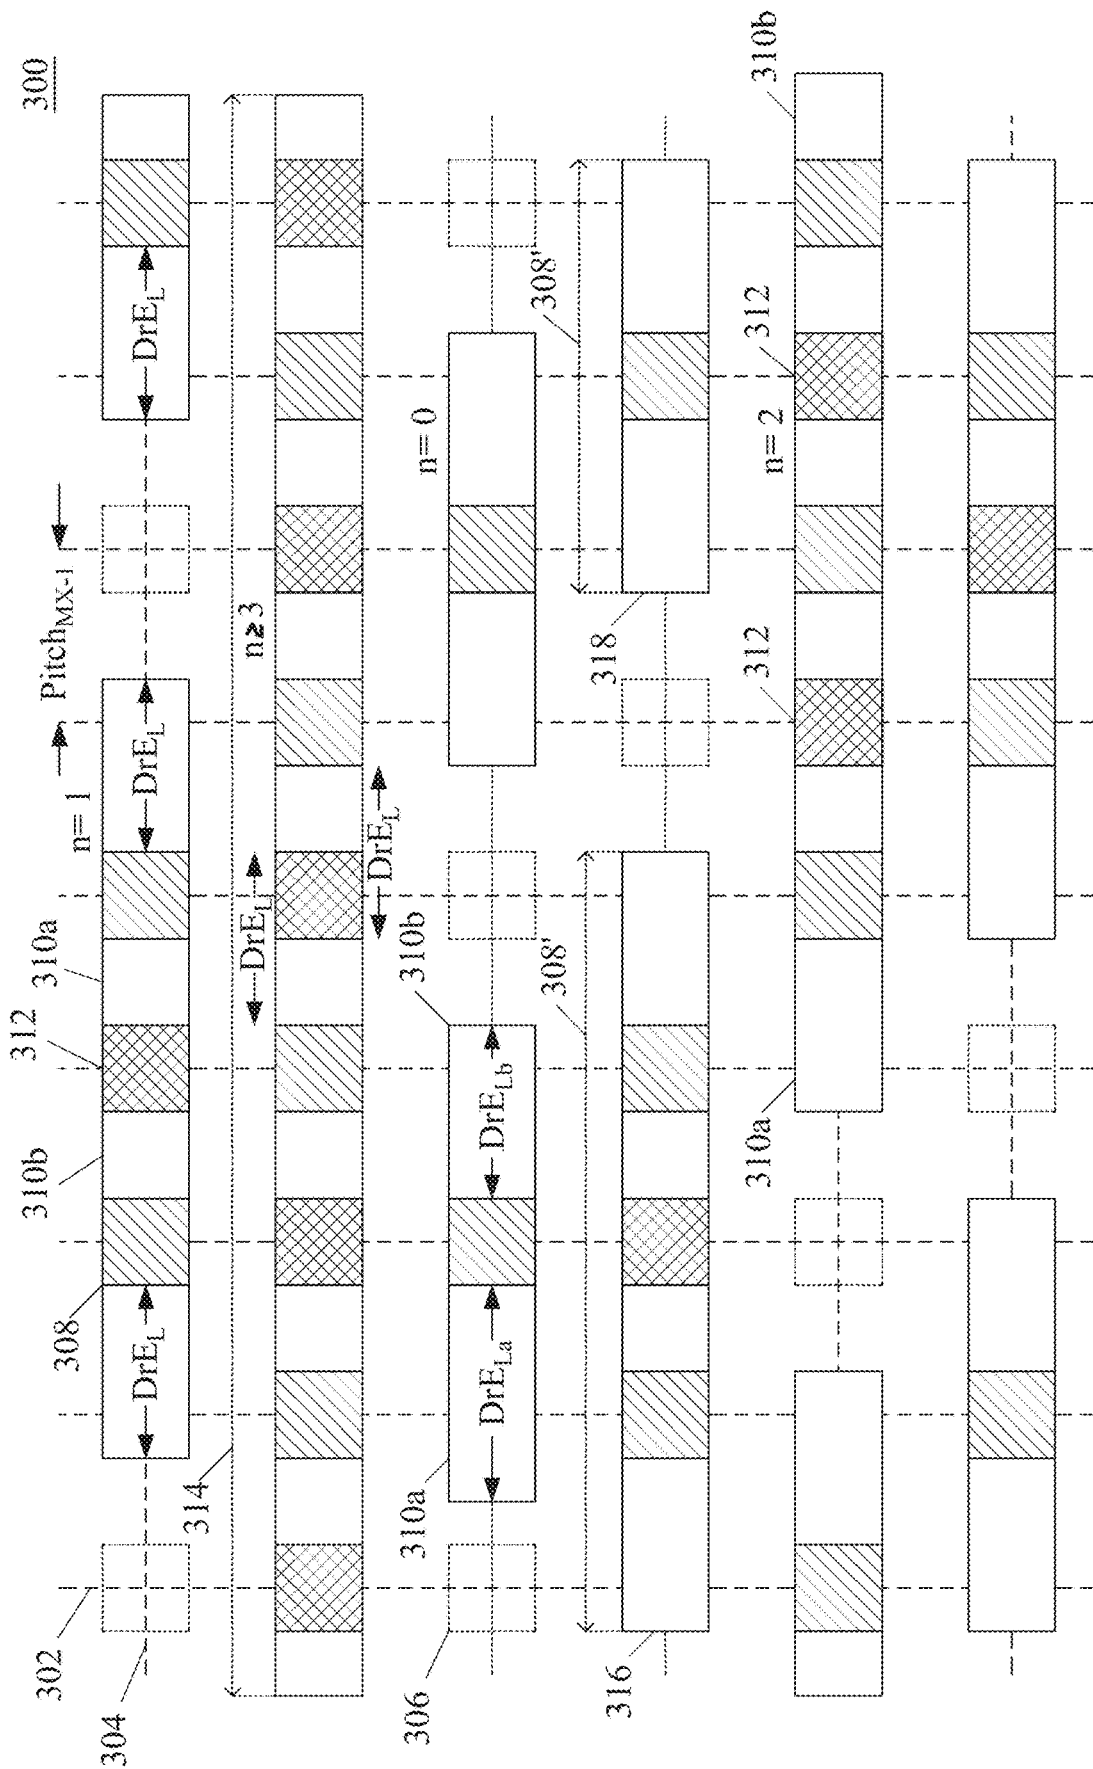 300
302
308
310b
312
310a
n= 1
Pitch_MX-1
304
DrE_L
DrE_L
DrE_L
314
DrE_L
n≥3
DrE_L
306
310a
310b
n= 0
DrE_La
DrE_Lb
308'
308'
316
318
310a
312
n= 2
312
310b